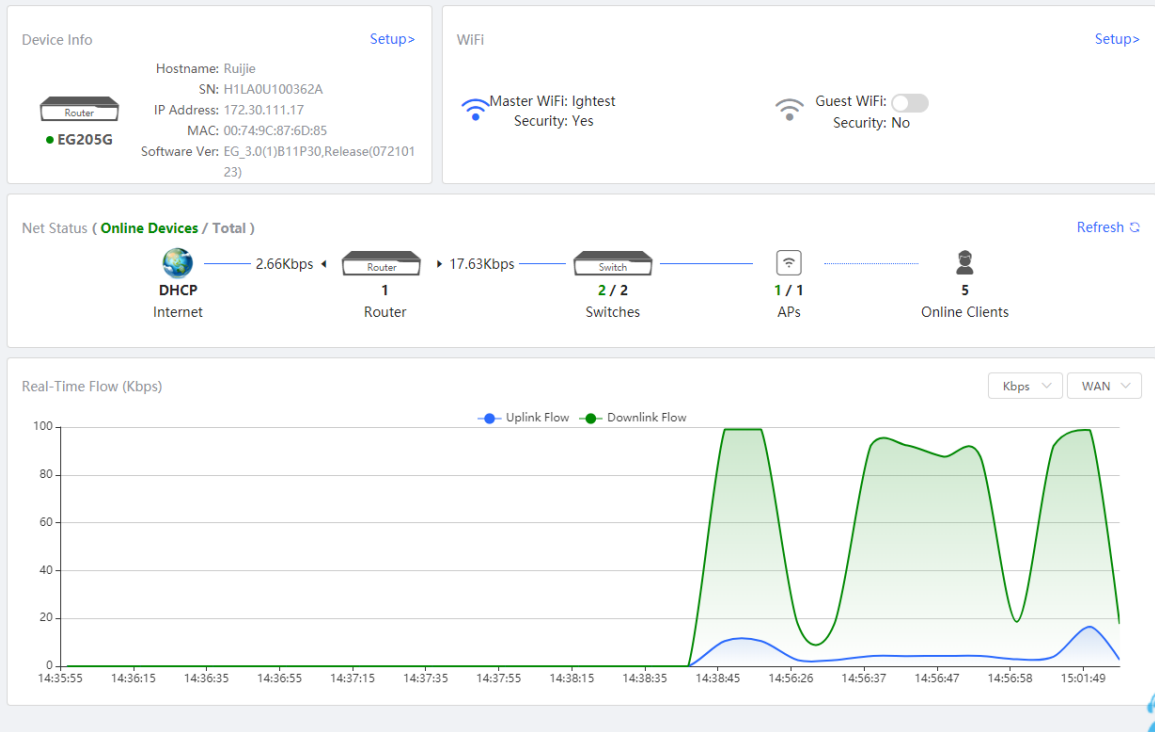 Device Info
Setup>
Hostname: Ruijie
SN: H1LA0U100362A
IP Address: 172.30.111.17
MAC: 00:74:9C:87:6D:85
Software Ver: EG_3.0(1)B11P30,Release(072101
23)
Router
EG205G
WiFi
Setup>
Master WiFi: lghtest
Security: Yes
Guest WiFi:
Security: No
Net Status ( Online Devices / Total )
Refresh
2.66Kbps
Router
17.63Kbps
Switch
DHCP
1
2 / 2
1 / 1
5
Internet
Router
Switches
APs
Online Clients
Real-Time Flow (Kbps)
Kbps
WAN
Uplink Flow
Downlink Flow
100
80
60
40
20
0
14:35:55 14:36:15 14:36:35 14:36:55 14:37:15 14:37:35 14:37:55 14:38:15 14:38:35 14:38:45 14:56:26 14:56:37 14:56:47 14:56:58 15:01:49